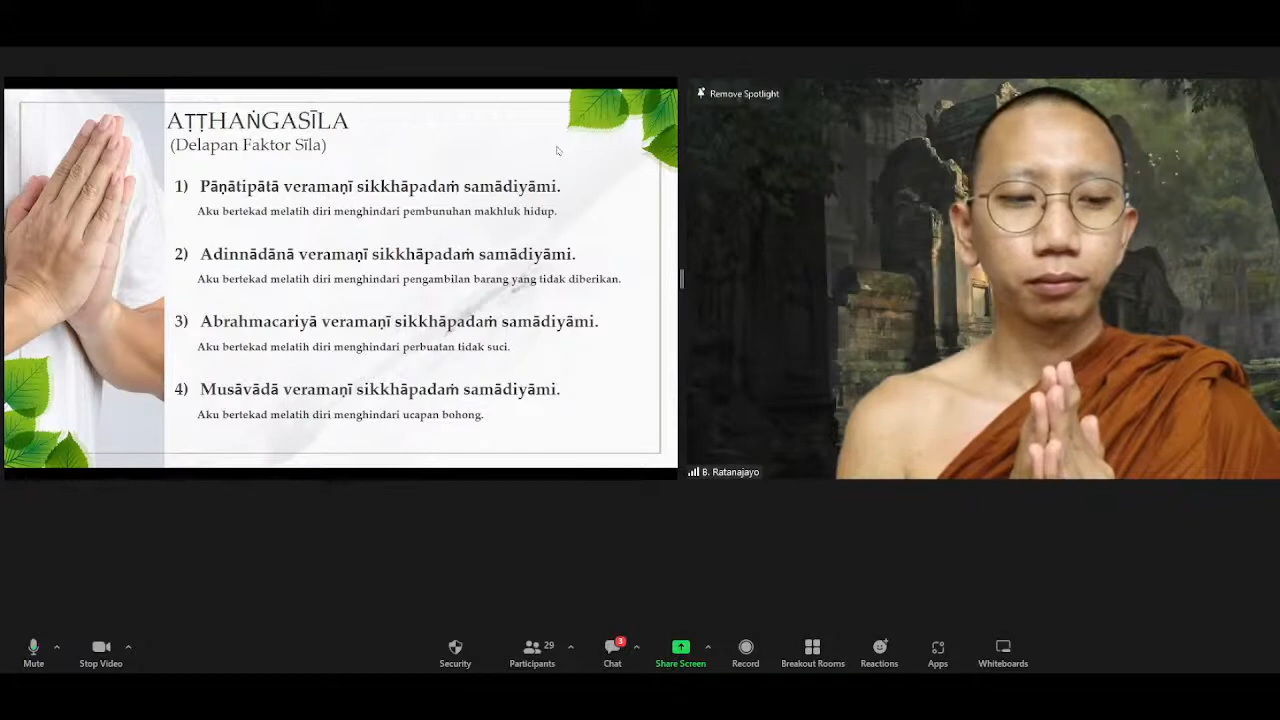 AṬṬHAṄGASĪLA
(Delapan Faktor Sīla)
1) Pāṇātipātā veramaṇī sikkhāpadaṁ samādiyāmi.
Aku bertekad melatih diri menghindari pembunuhan makhluk hidup.
2) Adinnādānā veramaṇī sikkhāpadaṁ samādiyāmi.
Aku bertekad melatih diri menghindari pengambilan barang yang tidak diberikan.
3) Abrahmacariyā veramaṇī sikkhāpadaṁ samādiyāmi.
Aku bertekad melatih diri menghindari perbuatan tidak suci.
4) Musāvādā veramaṇī sikkhāpadaṁ samādiyāmi.
Aku bertekad melatih diri menghindari ucapan bohong.
Remove Spotlight
B. Ratanajayo
29
3
Mute
Stop Video
Security
Participants
Chat
Share Screen
Record
Breakout Rooms
Reactions
Apps
Whiteboards